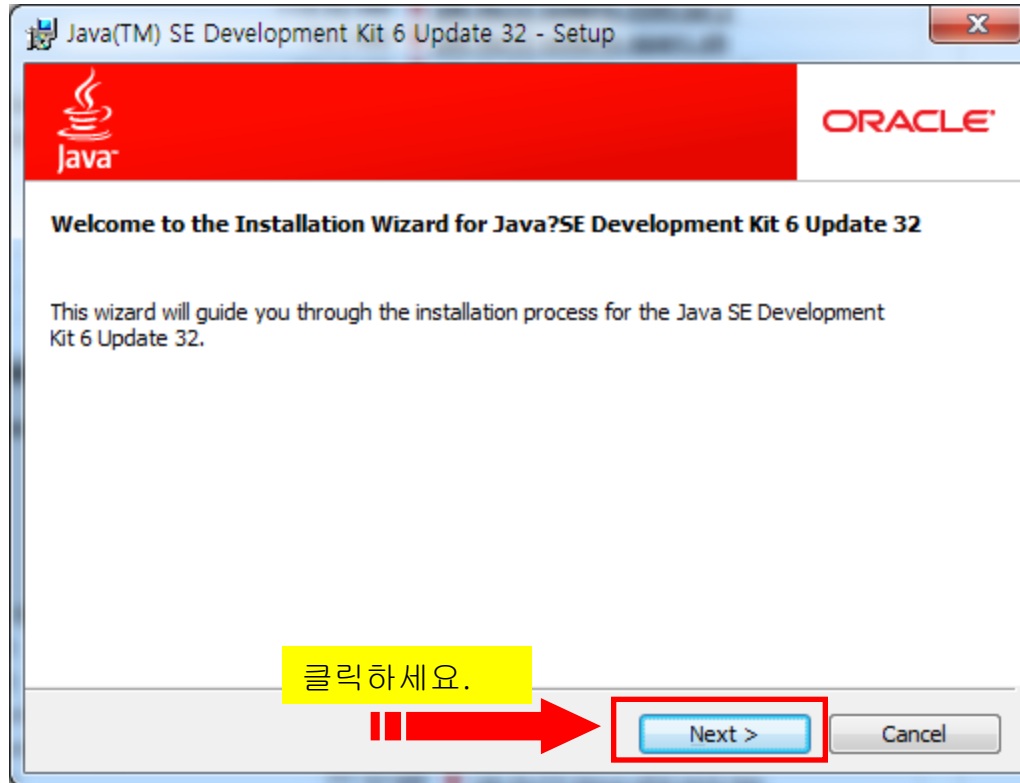 Java(TM) SE Development Kit 6 Update 32 - Setup
Java™
ORACLE®
Welcome to the Installation Wizard for Java?SE Development Kit 6 Update 32
This wizard will guide you through the installation process for the Java SE Development
Kit 6 Update 32.
클릭하세요.
Next >
Cancel